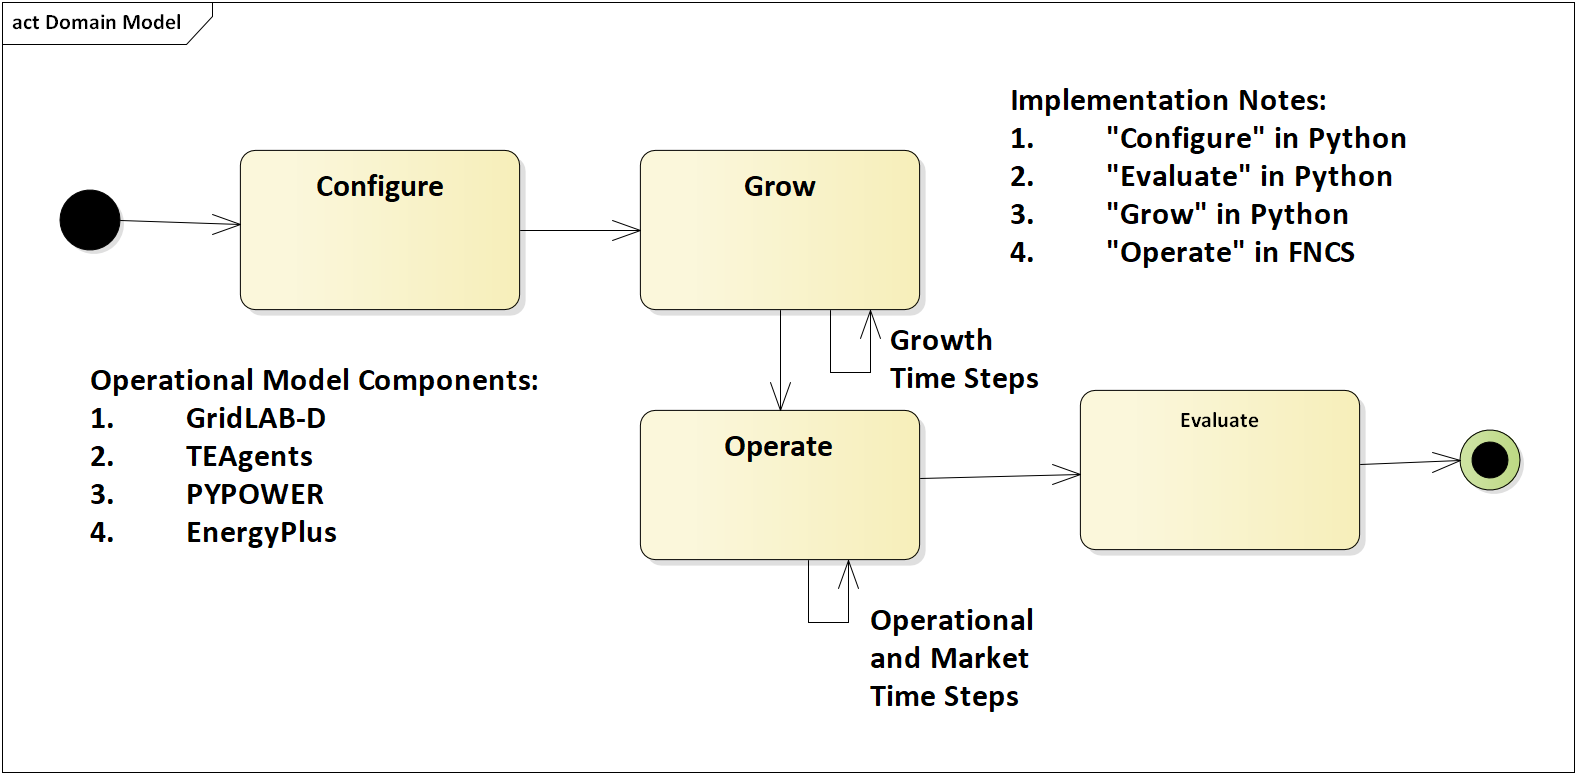 act Domain Model
Implementation Notes:
1. "Configure" in Python
2. "Evaluate" in Python
3. "Grow" in Python
4. "Operate" in FNCS
Configure
Grow
Growth
Time Steps
Operational Model Components:
1. GridLAB-D
2. TEAgents
3. PYPOWER
4. EnergyPlus
Operate
Evaluate
Operational
and Market
Time Steps